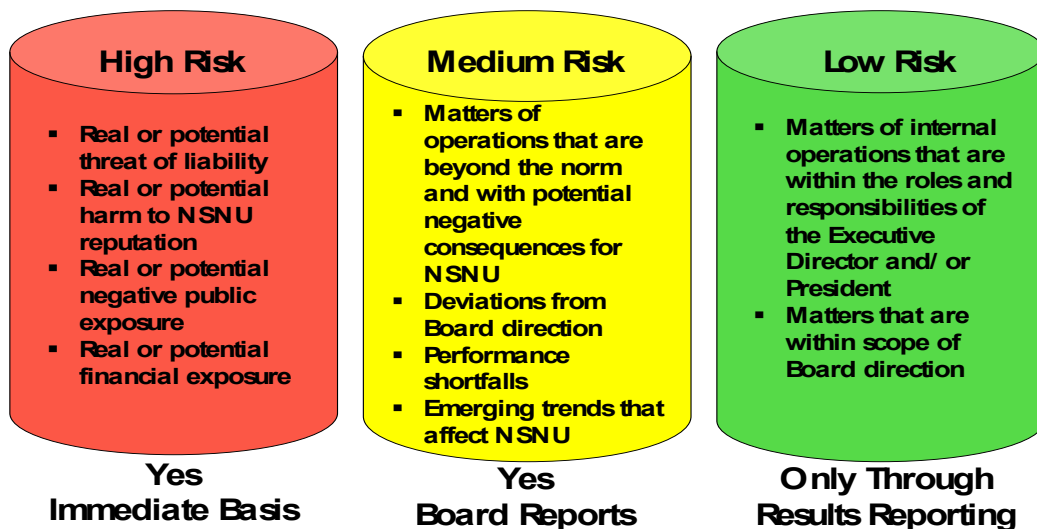 High Risk
▪ Real or potential
threat of liability
▪ Real or potential
harm to NSNU
reputation
▪ Real or potential
negative public
exposure
▪ Real or potential
financial exposure
Yes
Immediate Basis
Medium Risk
▪ Matters of
operations that are
beyond the norm
and with potential
negative
consequences for
NSNU
▪ Deviations from
Board direction
▪ Performance
shortfalls
▪ Emerging trends that
affect NSNU
Yes
Board Reports
Low Risk
▪ Matters of internal
operations that are
within the roles and
responsibilities of
the Executive
Director and/ or
President
▪ Matters that are
within scope of
Board direction
Only Through
Results Reporting